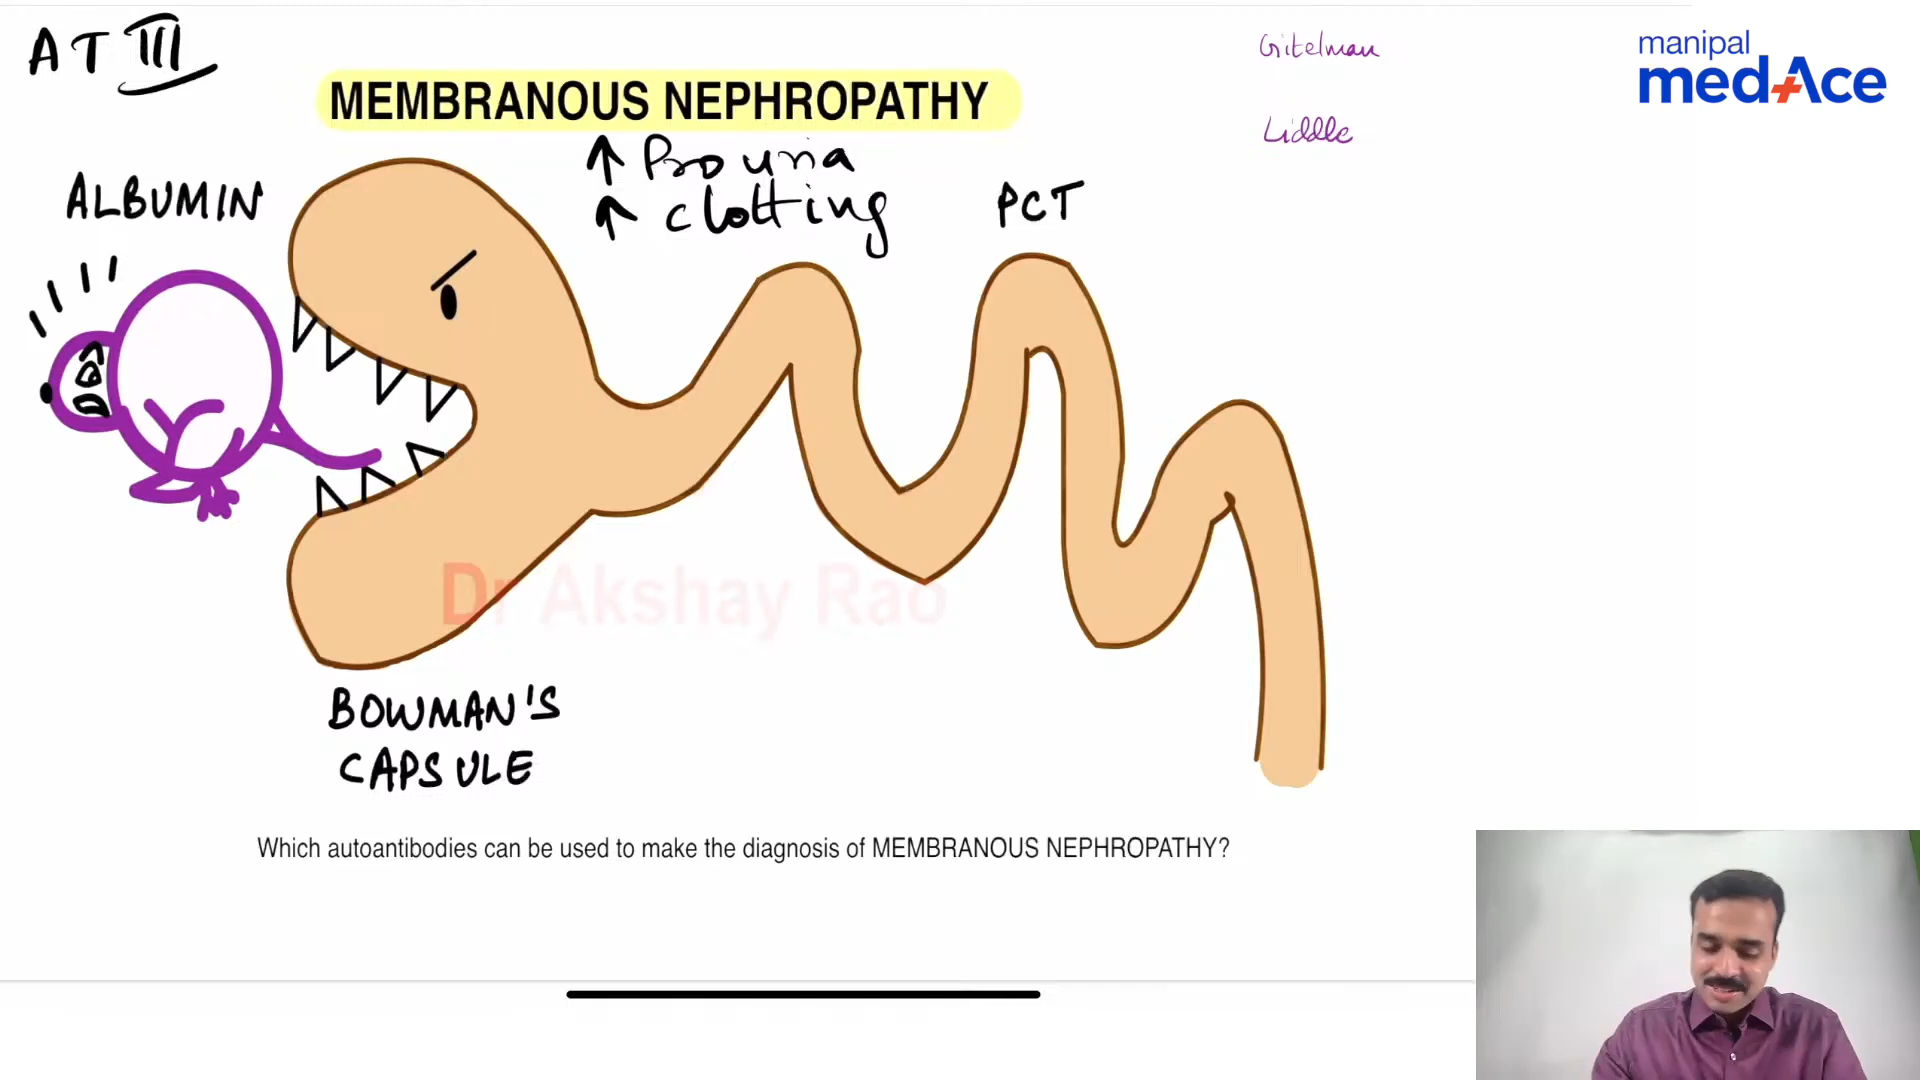 AT III
Gitelman
manipal
medAce
MEMBRANOUS NEPHROPATHY
Liddle
↑ Pro uria
ALBUMIN
↑ clotting
PCT
Dr Akshay Rao
BOWMAN'S
CAPSULE
Which autoantibodies can be used to make the diagnosis of MEMBRANOUS NEPHROPATHY?